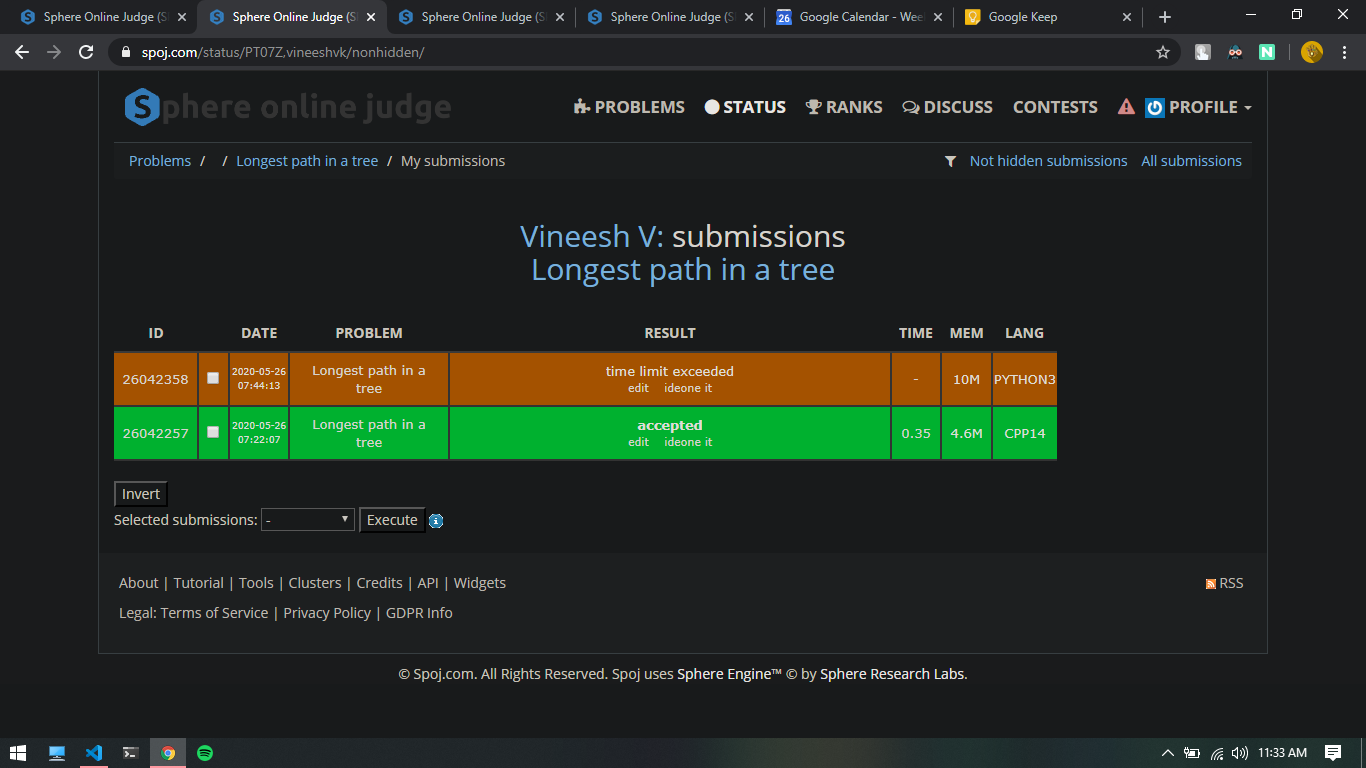 Sphere Online Judge (S
Sphere Online Judge (S
Sphere Online Judge (S
Sphere Online Judge (S
26
Google Calendar - Wee
Google Keep
spoj.com/status/PT07Z,vineeshvk/nonhidden/
Sphere online judge
PROBLEMS
STATUS
RANKS
DISCUSS
CONTESTS
PROFILE
Problems / / Longest path in a tree / My submissions
Not hidden submissions
All submissions
Vineesh V: submissions
Longest path in a tree
ID DATE PROBLEM RESULT TIME MEM LANG
26042358
2020-05-26
07:44:13
Longest path in a
tree
time limit exceeded
edit ideone it
-
10M
PYTHON3
26042257
2020-05-26
07:22:07
Longest path in a
tree
accepted
edit ideone it
0.35
4.6M
CPP14
Invert
Selected submissions: -
Execute
About | Tutorial | Tools | Clusters | Credits | API | Widgets
RSS
Legal: Terms of Service | Privacy Policy | GDPR Info
© Spoj.com. All Rights Reserved. Spoj uses Sphere Engine™ © by Sphere Research Labs.
11:33 AM